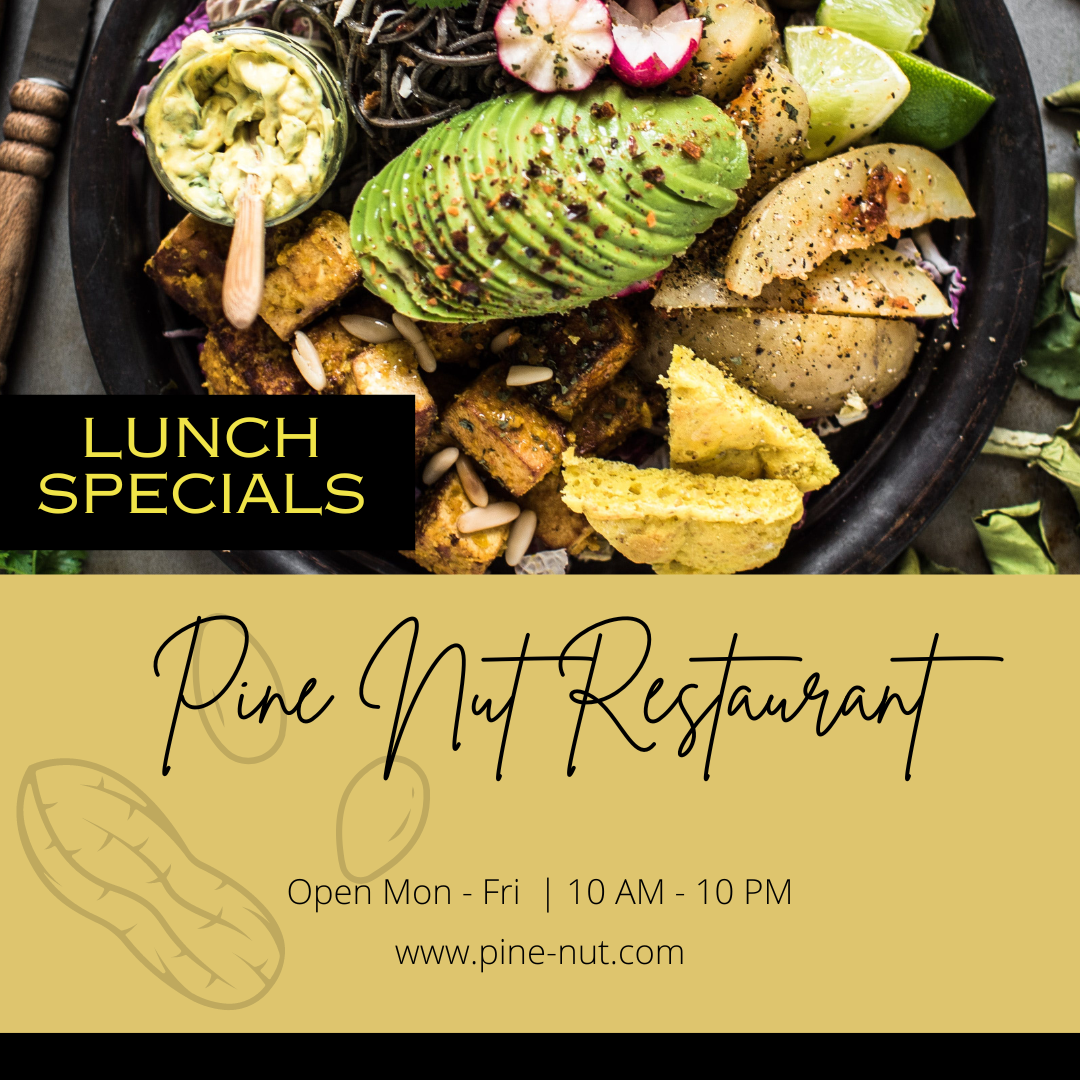 LUNCH
SPECIALS
Pine Nut Restaurant
Open Mon - Fri | 10 AM - 10 PM
www.pine-nut.com